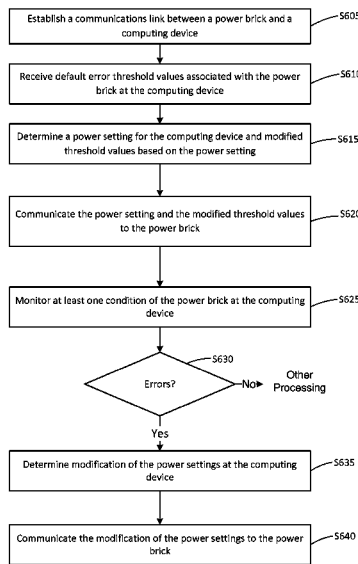 Establish a communications link between a power brick and a
computing device
S605
Receive default error threshold values associated with the power
brick at the computing device
S610
Determine a power setting for the computing device and modified
threshold values based on the power setting
S615
Communicate the power setting and the modified threshold values
to the power brick
S620
Monitor at least one condition of the power brick at the computing
device
S625
Errors?
S630
No
Other
Processing
Yes
Determine modification of the power settings at the computing
device
S635
Communicate the modification of the power settings to the power
brick
S640